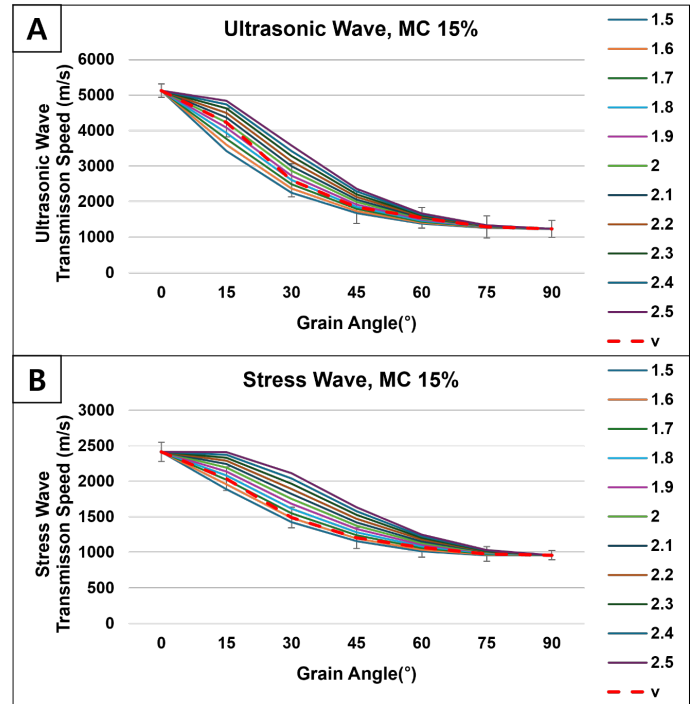 A
Ultrasonic Wave, MC 15%
Ultrasonic Wave
Transmisson Speed (m/s)
6000
5000
4000
3000
2000
1000
0
0 15 30 45 60 75 90
Grain Angle(°)
1.5
1.6
1.7
1.8
1.9
2
2.1
2.2
2.3
2.4
2.5
v
B
Stress Wave, MC 15%
Stress Wave
Transmisson Speed (m/s)
3000
2500
2000
1500
1000
500
0
0 15 30 45 60 75 90
Grain Angle(°)
1.5
1.6
1.7
1.8
1.9
2
2.1
2.2
2.3
2.4
2.5
v